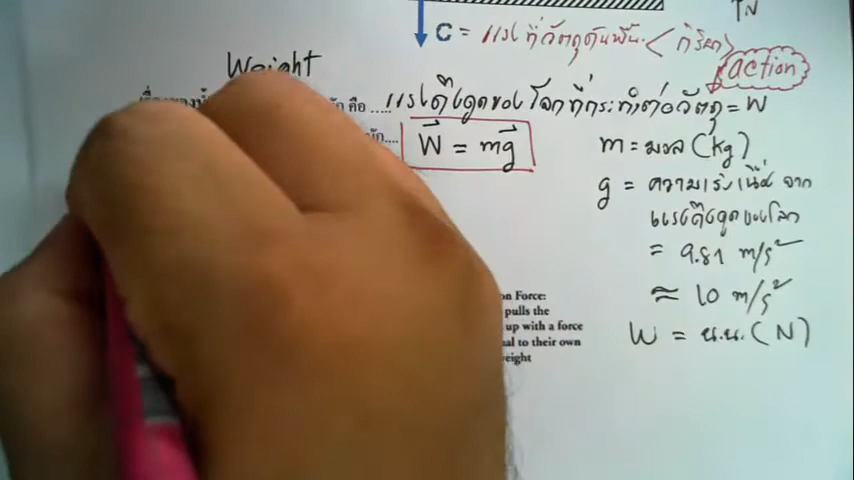 TN
C = แรงที่วัตถุดันพื้น (กิริยา)
action
Weight
คือ ....แรงดึงดูดของโลกที่กระทำต่อวัตถุ = W
W = mg
m = มวล (kg)
g = ความเร่งเนื่องจาก
แรงดึงดูดของโลก
= 9.81 m/s²
≈ 10 m/s²
W = น.น. (N)
on Force:
pulls the
up with a force
al to their own
eight